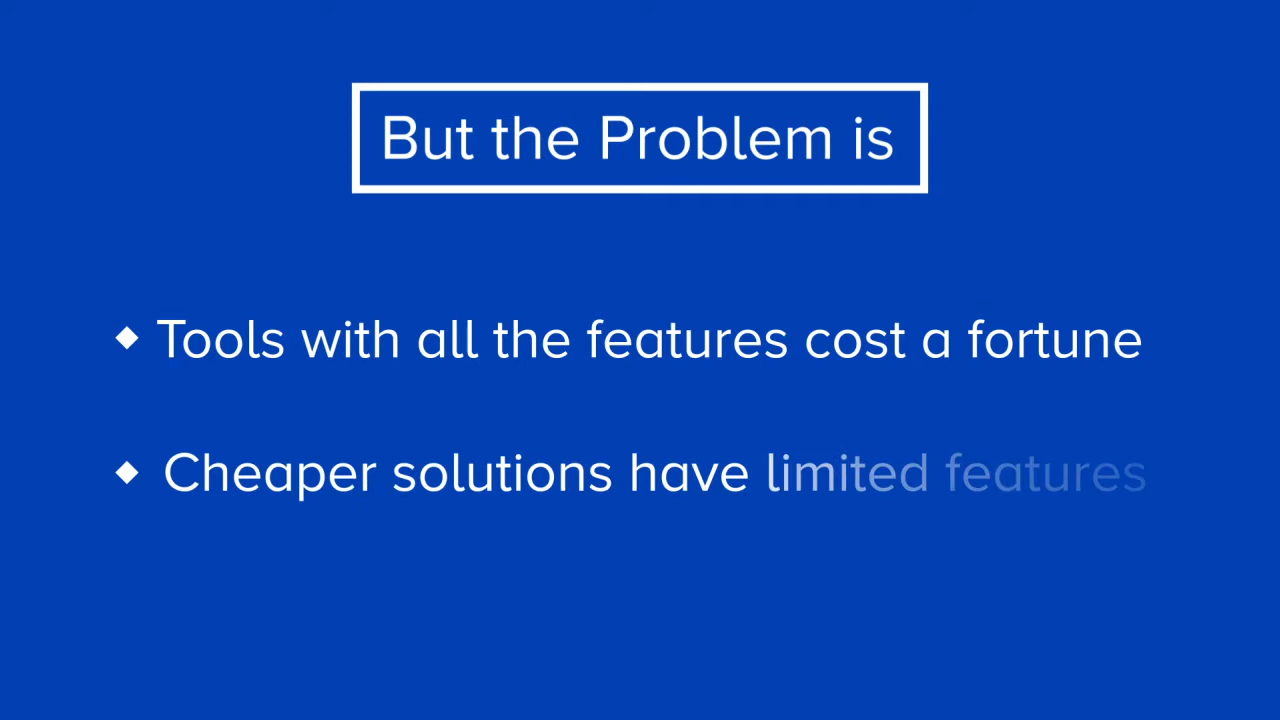 But the Problem is
Tools with all the features cost a fortune
Cheaper solutions have limited features